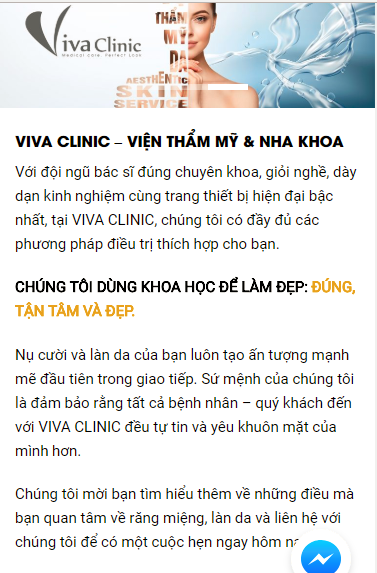 Viva Clinic
Medical care Perfect Look
THẨM
MỸ
DA
AESTHENTIC
SKIN
SERVICE
VIVA CLINIC – VIỆN THẨM MỸ & NHA KHOA
Với đội ngũ bác sĩ đúng chuyên khoa, giỏi nghề, dày
dạn kinh nghiệm cùng trang thiết bị hiện đại bậc
nhất, tại VIVA CLINIC, chúng tôi có đầy đủ các
phương pháp điều trị thích hợp cho bạn.
CHÚNG TÔI DÙNG KHOA HỌC ĐỂ LÀM ĐẸP: ĐÚNG,
TẬN TÂM VÀ ĐẸP.
Nụ cười và làn da của bạn luôn tạo ấn tượng mạnh
mẽ đầu tiên trong giao tiếp. Sứ mệnh của chúng tôi
là đảm bảo rằng tất cả bệnh nhân – quý khách đến
với VIVA CLINIC đều tự tin và yêu khuôn mặt của
mình hơn.
Chúng tôi mời bạn tìm hiểu thêm về những điều mà
bạn quan tâm về răng miệng, làn da và liên hệ với
chúng tôi để có một cuộc hẹn ngay hôm